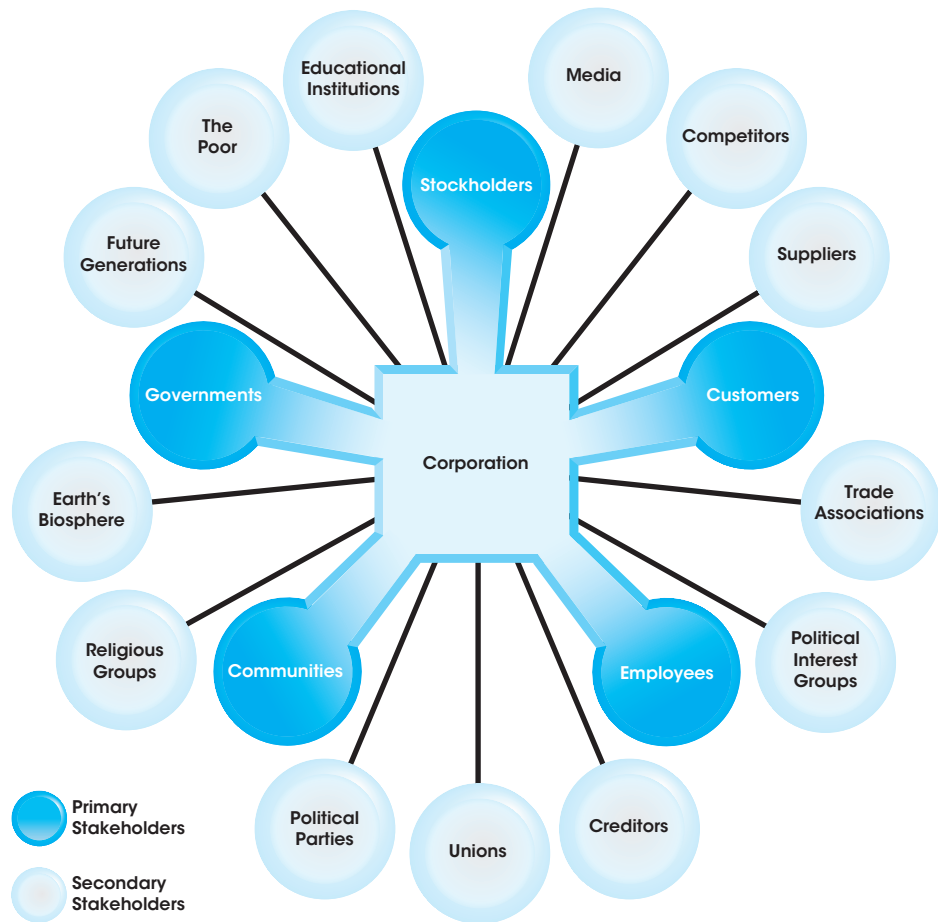 Educational
Institutions
Media
The
Poor
Competitors
Stockholders
Future
Generations
Suppliers
Governments
Customers
Corporation
Earth's
Biosphere
Trade
Associations
Religious
Groups
Communities
Employees
Political
Interest
Groups
Political
Parties
Unions
Creditors
Primary
Stakeholders
Secondary
Stakeholders